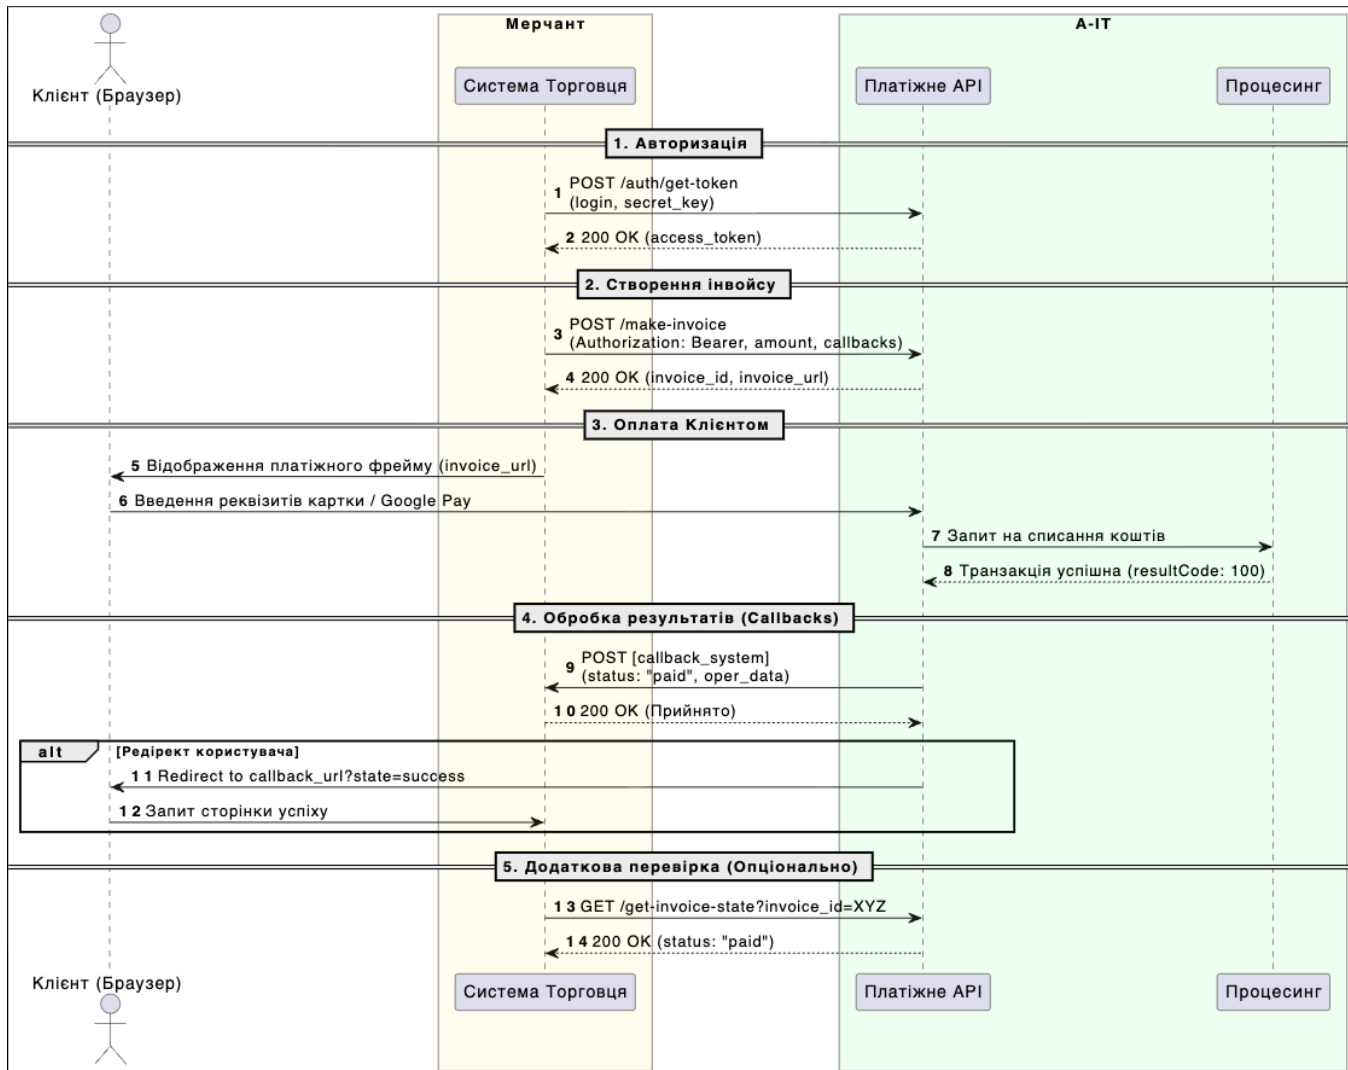 Мерчант
A-IT
Клієнт (Браузер)
Система Торговця
Платіжне API
Процесинг
1. Авторизація
1 POST /auth/get-token
(login, secret_key)
2 200 OK (access_token)
2. Створення інвойсу
3 POST /make-invoice
(Authorization: Bearer, amount, callbacks)
4 200 OK (invoice_id, invoice_url)
3. Оплата Клієнтом
5 Відображення платіжного фрейму (invoice_url)
6 Введення реквізитів картки / Google Pay
7 Запит на списання коштів
8 Транзакція успішна (resultCode: 100)
4. Обробка результатів (Callbacks)
9 POST [callback_system]
(status: "paid", oper_data)
10 200 OK (Прийнято)
alt [Редірект користувача]
11 Redirect to callback_url?state=success
12 Запит сторінки успіху
5. Додаткова перевірка (Опціонально)
13 GET /get-invoice-state?invoice_id=XYZ
14 200 OK (status: "paid")
Клієнт (Браузер)
Система Торговця
Платіжне API
Процесинг